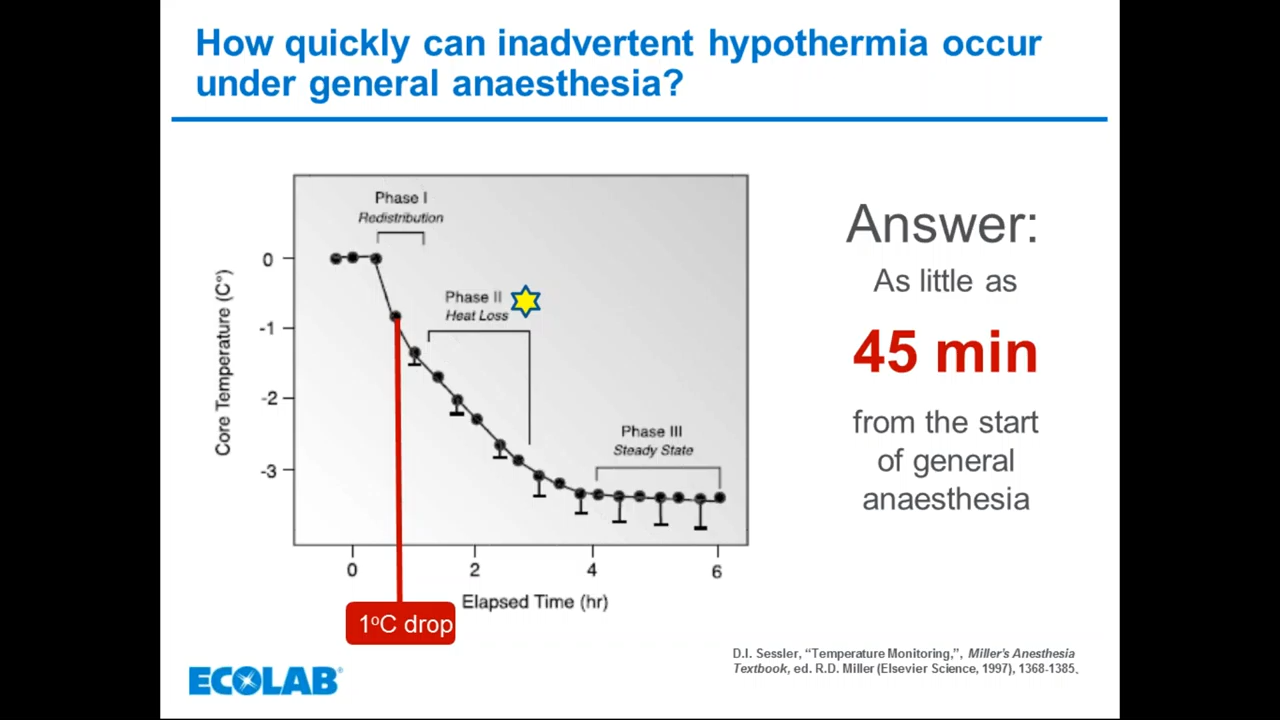 How quickly can inadvertent hypothermia occur
under general anaesthesia?
Phase I
Redistribution
Phase II
Heat Loss
Phase III
Steady State
0
-1
-2
-3
Core Temperature (C°)
0
2
4
6
Elapsed Time (hr)
1°C drop
Answer:
As little as
45 min
from the start
of general
anaesthesia
D.I. Sessler, “Temperature Monitoring,”, Miller’s Anesthesia
Textbook, ed. R.D. Miller (Elsevier Science, 1997), 1368-1385、
ECOLAB®